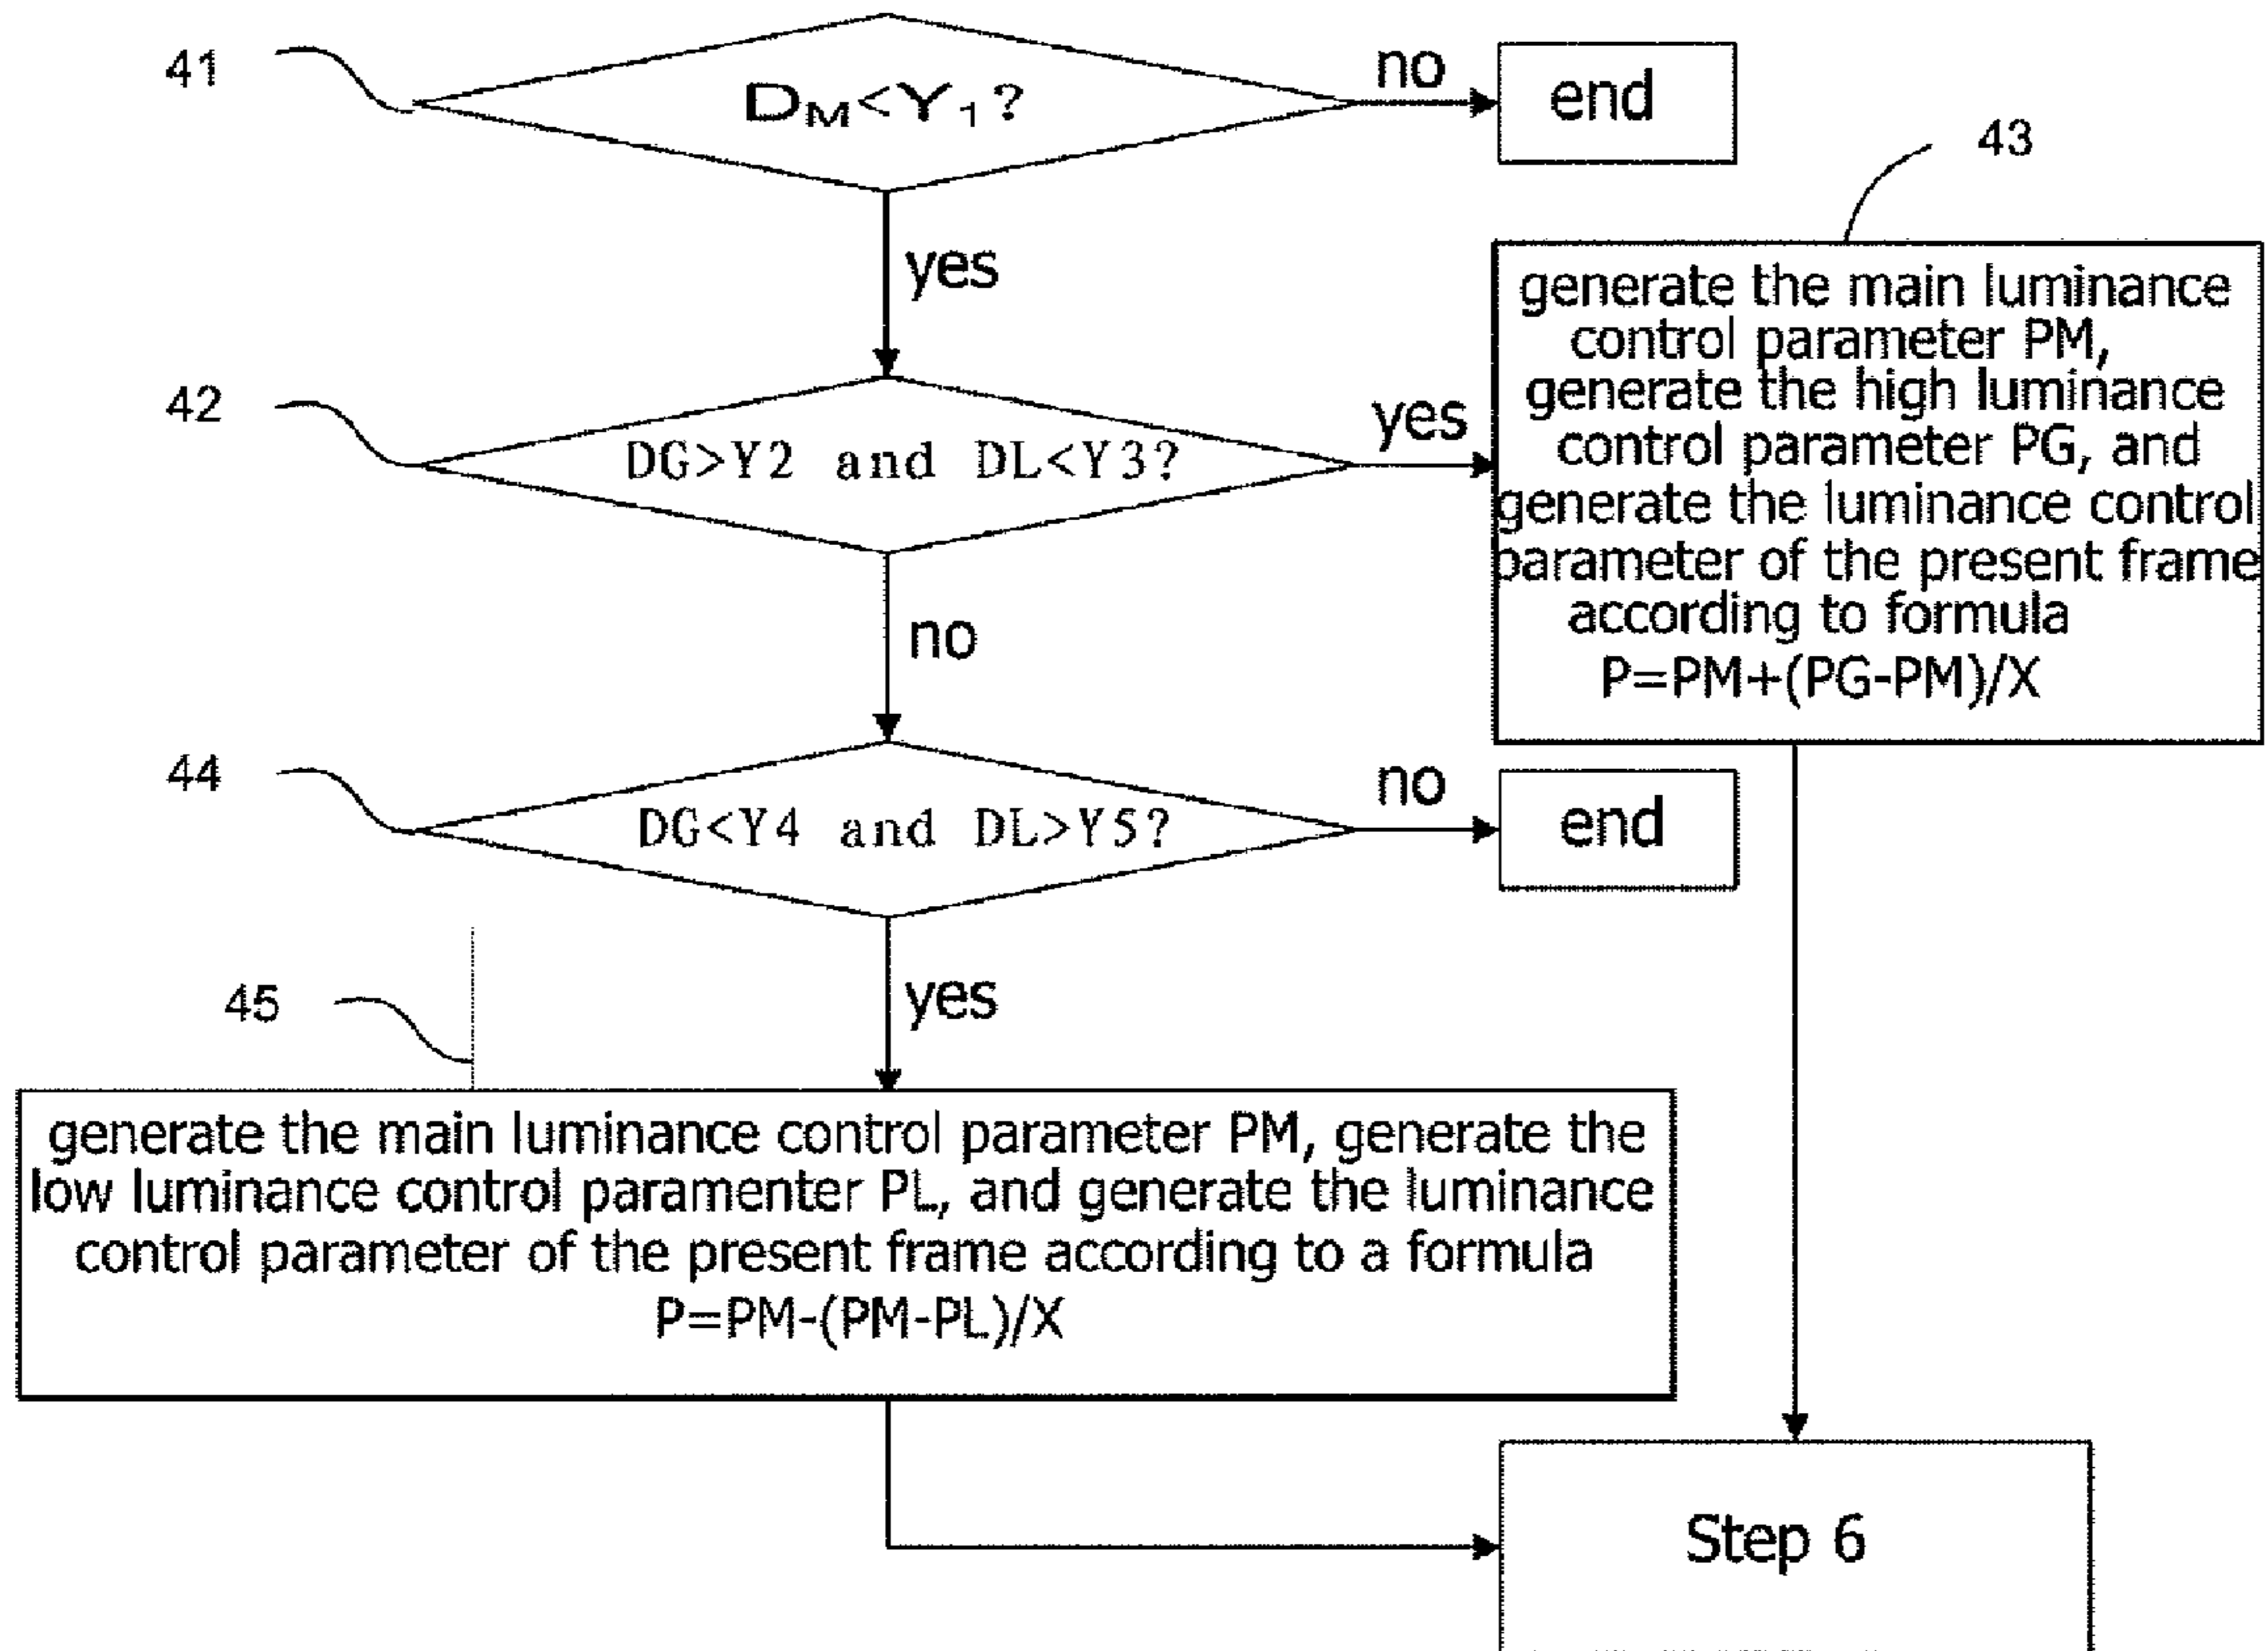 41
D_M<Y_1?
no
end
43
yes
generate the main luminance
control parameter PM,
generate the high luminance
control parameter PG, and
generate the luminance control
parameter of the present frame
according to formula
P=PM+(PG-PM)/X
42
DG>Y2 and DL<Y3?
yes
no
44
DG<Y4 and DL>Y5?
no
end
yes
45
generate the main luminance control parameter PM, generate the
low luminance control paramenter PL, and generate the luminance
control parameter of the present frame according to a formula
P=PM-(PM-PL)/X
Step 6